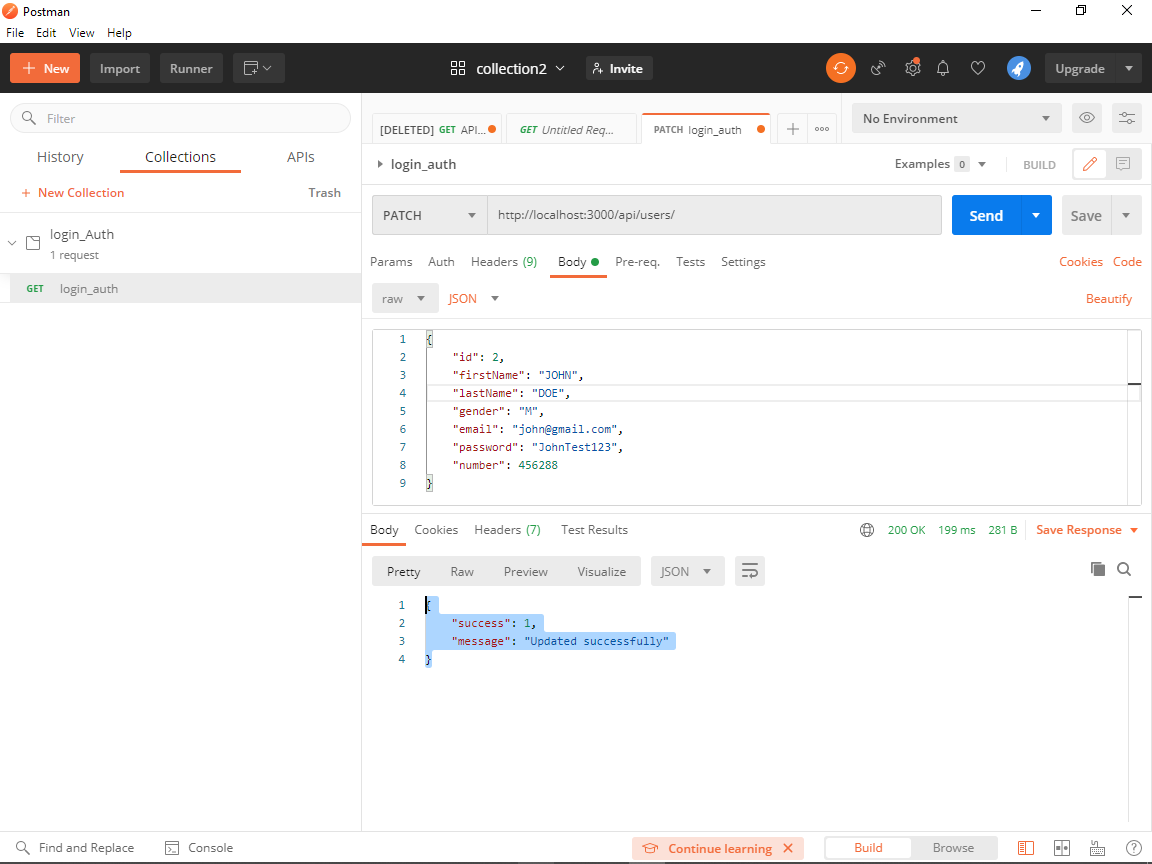 Postman
File Edit View Help
New Import Runner collection2 Invite Upgrade
Filter
History Collections APIs
+ New Collection Trash
login_Auth
1 request
GET login_auth
[DELETED] GET API... GET Untitled Req... PATCH login_auth No Environment
login_auth Examples 0 BUILD
PATCH http://localhost:3000/api/users/ Send Save
Params Auth Headers (9) Body Pre-req. Tests Settings Cookies Code
raw JSON Beautify
1 {
2 "id": 2,
3 "firstName": "JOHN",
4 "lastName": "DOE",
5 "gender": "M",
6 "email": "john@gmail.com",
7 "password": "JohnTest123",
8 "number": 456288
9 }
Body Cookies Headers (7) Test Results 200 OK 199 ms 281 B Save Response
Pretty Raw Preview Visualize JSON
1 {
2 "success": 1,
3 "message": "Updated successfully"
4 }
Find and Replace Console Continue learning Build Browse